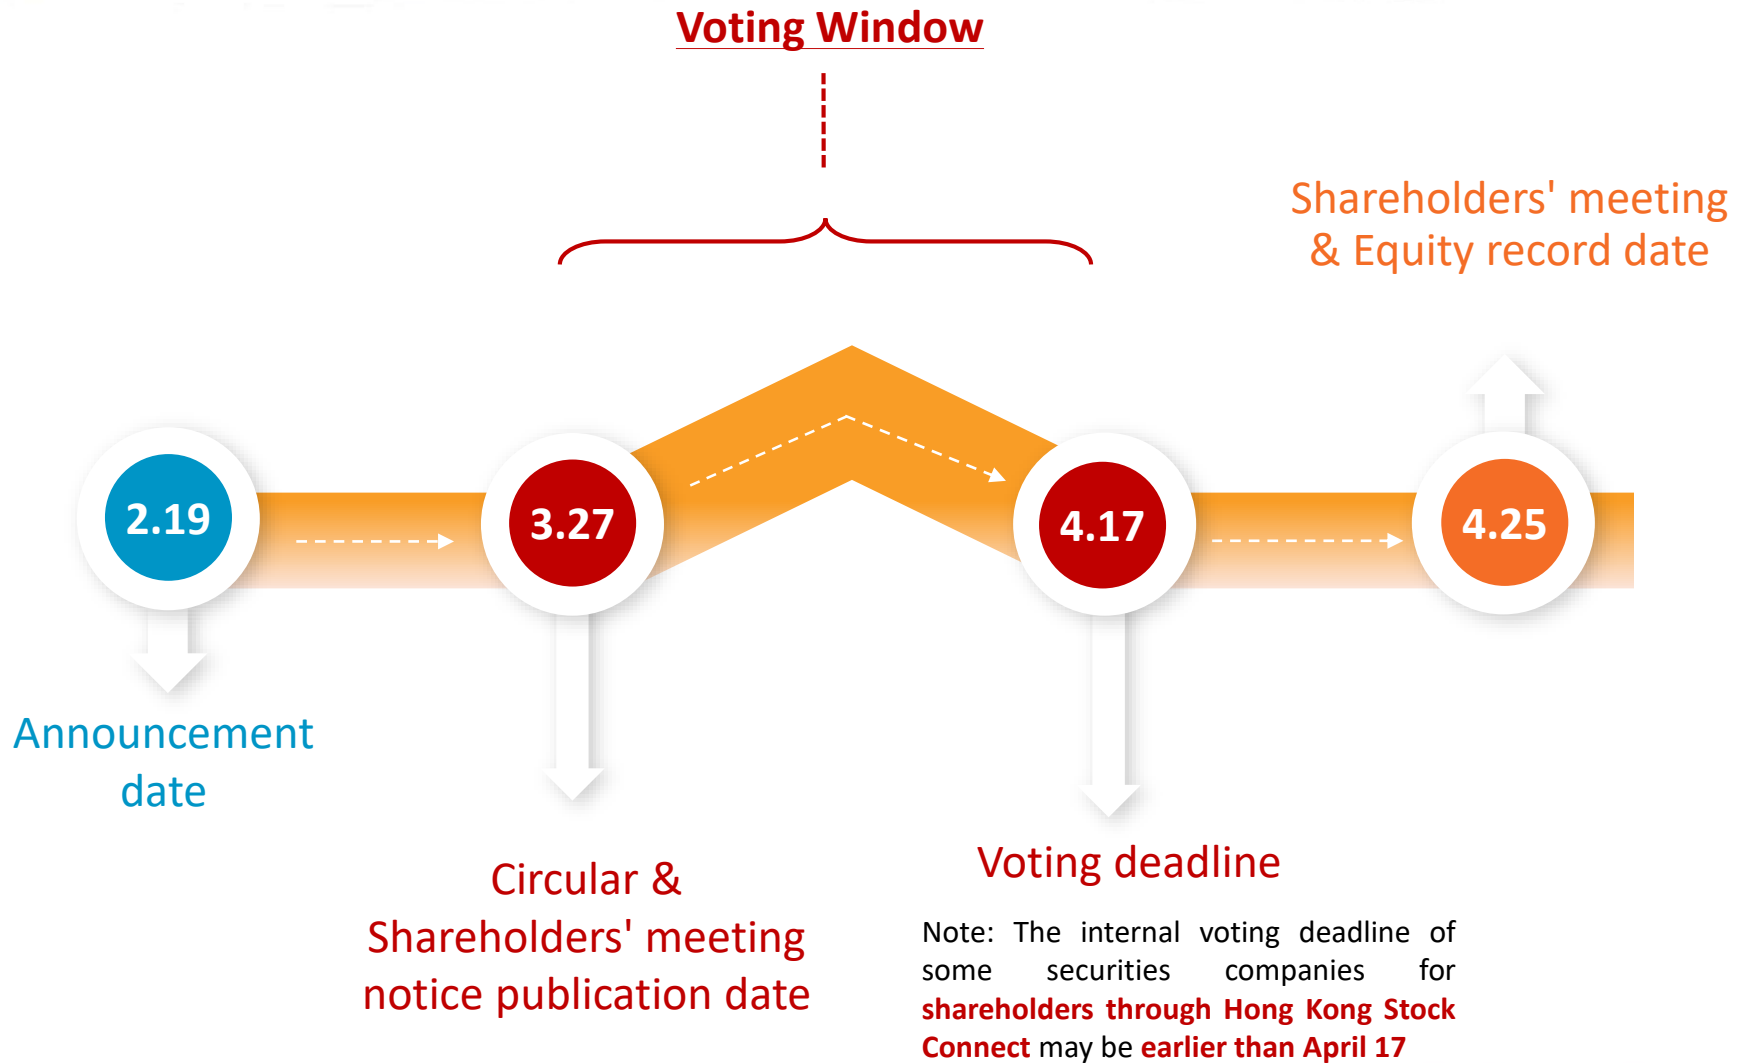 Voting Window
Shareholders' meeting
& Equity record date
2.19
3.27
4.17
4.25
Announcement
date
Circular &
Shareholders' meeting
notice publication date
Voting deadline
Note: The internal voting deadline of
some securities companies for
shareholders through Hong Kong Stock
Connect may be earlier than April 17